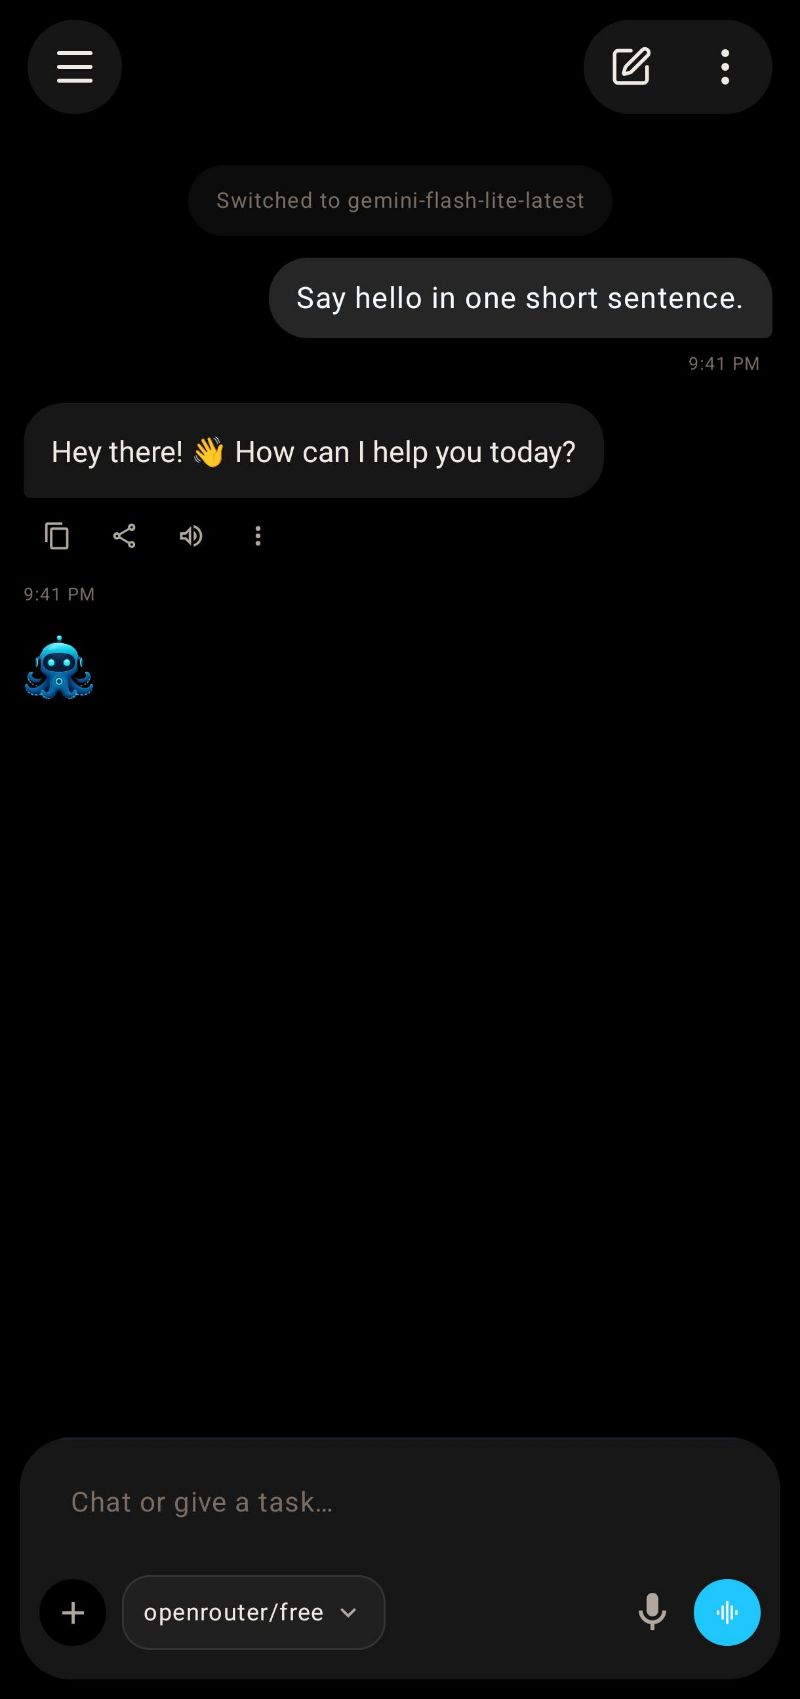 Switched to gemini-flash-lite-latest
Say hello in one short sentence.
9:41 PM
Hey there! 👋 How can I help you today?
9:41 PM
Chat or give a task…
openrouter/free